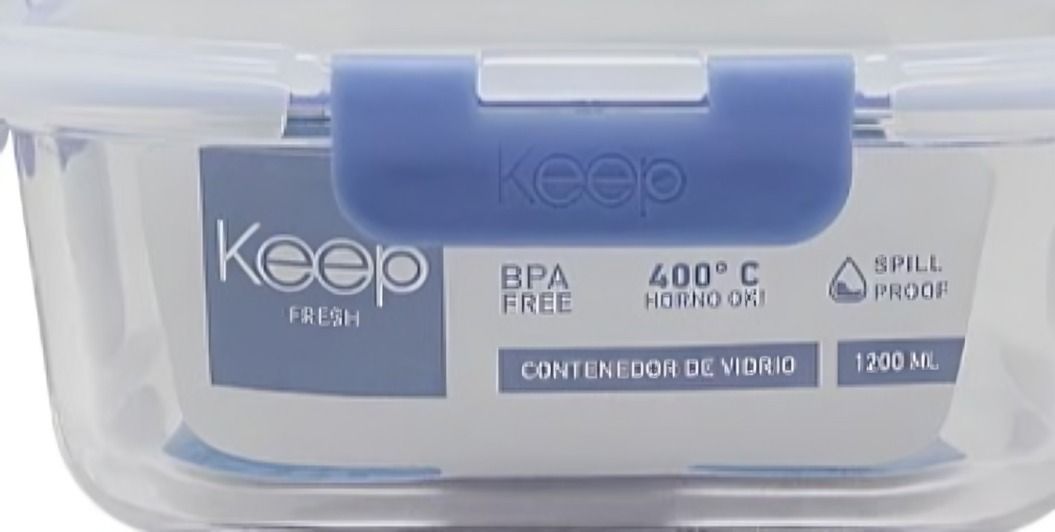 Keep
Keep
FRESH
BPA
FREE
400° C
HORNO OK!
SPILL
PROOF
CONTENEDOR DE VIDRIO
1200 ML